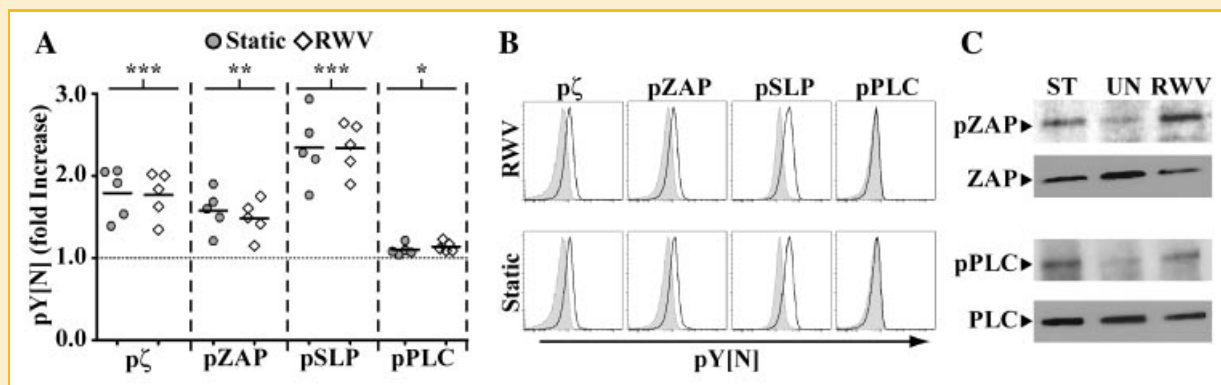 A
Static RWV
*** ** *** *
3.0
2.0
1.0
0.0
pY[N] (fold Increase)
pζ pZAP pSLP pPLC
B
pζ pZAP pSLP pPLC
RWV
Static
pY[N]
C
ST UN RWV
pZAP
ZAP
pPLC
PLC